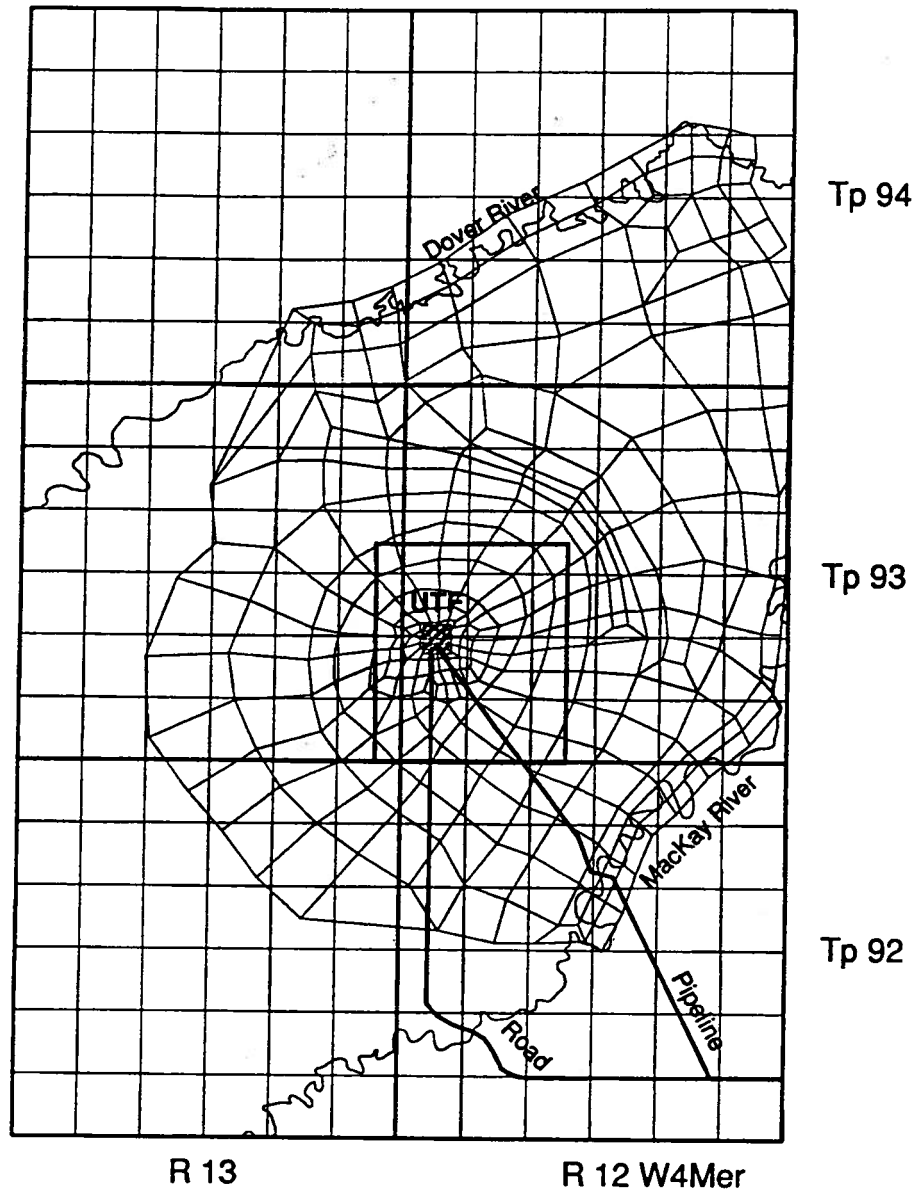 Dover River
Tp 94
UTF
Tp 93
MacKay River
Tp 92
Pipeline
Road
R 13
R 12 W4Mer